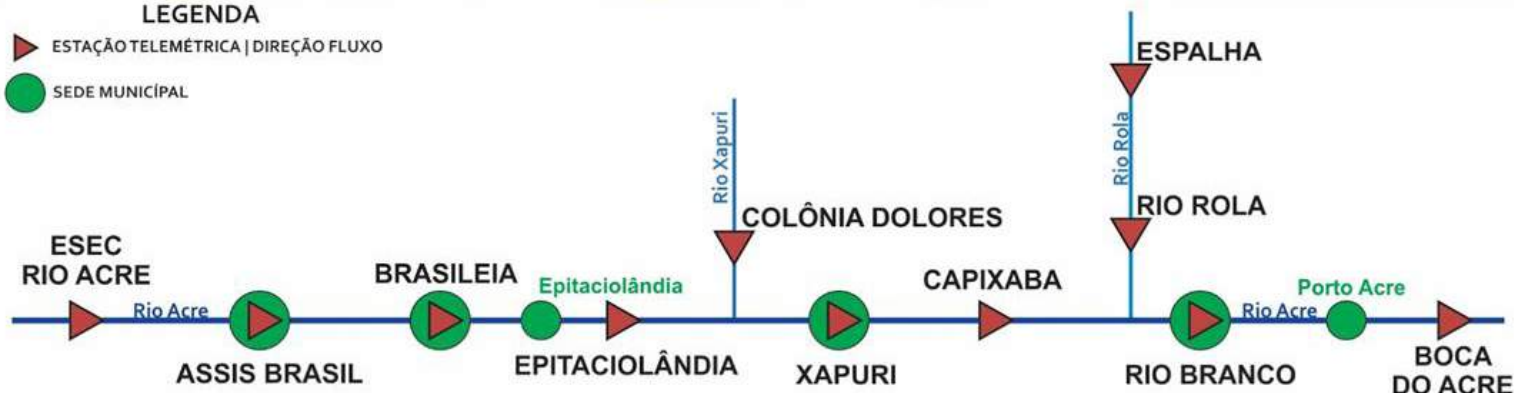 LEGENDA
ESTAÇÃO TELEMÉTRICA | DIREÇÃO FLUXO
SEDE MUNICÍPAL
ESPALHA
Rio Xapuri
Rio Rola
COLÔNIA DOLORES
RIO ROLA
ESEC
RIO ACRE
BRASILEIA
Epitaciolândia
CAPIXABA
Porto Acre
Rio Acre
Rio Acre
ASSIS BRASIL
EPITACIOLÂNDIA
XAPURI
RIO BRANCO
BOCA
DO ACRE